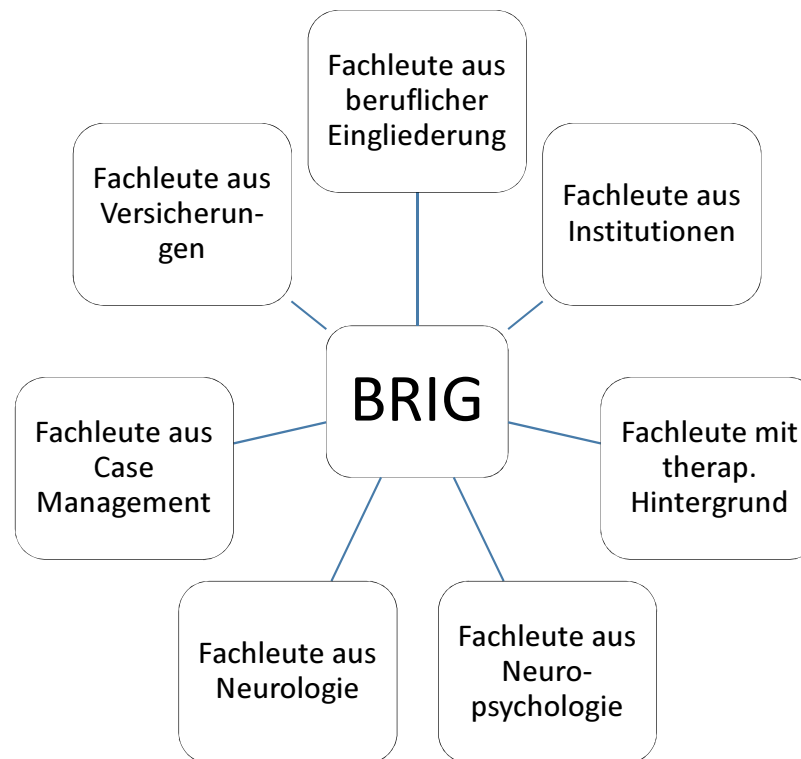 Fachleute aus
beruflicher
Eingliederung
Fachleute aus
Versicherun-
gen
Fachleute aus
Institutionen
BRIG
Fachleute aus
Case
Management
Fachleute mit
therap.
Hintergrund
Fachleute aus
Neurologie
Fachleute aus
Neuro-
psychologie